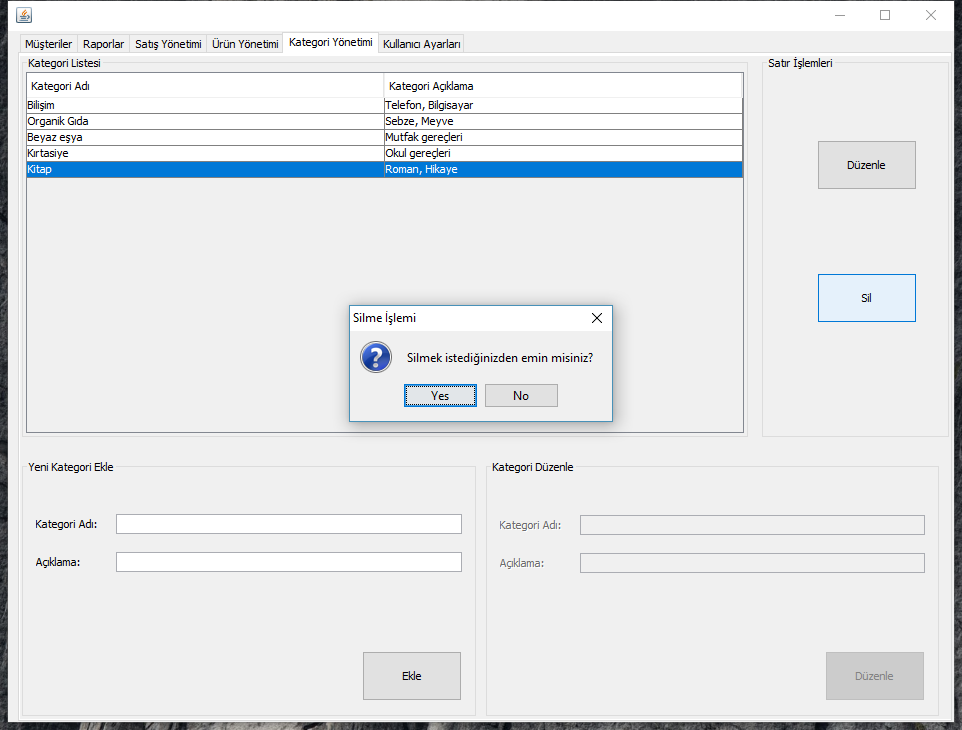 Müşteriler Raporlar Satış Yönetimi Ürün Yönetimi Kategori Yönetimi Kullanıcı Ayarları
Kategori Listesi
Kategori Adı Kategori Açıklama
Bilişim Telefon, Bilgisayar
Organik Gıda Sebze, Meyve
Beyaz eşya Mutfak gereçleri
Kırtasiye Okul gereçleri
Kitap Roman, Hikaye
Satır İşlemleri
Düzenle
Sil
Silme İşlemi
Silmek istediğinizden emin misiniz?
Yes No
Yeni Kategori Ekle
Kategori Adı:
Açıklama:
Ekle
Kategori Düzenle
Kategori Adı:
Açıklama:
Düzenle